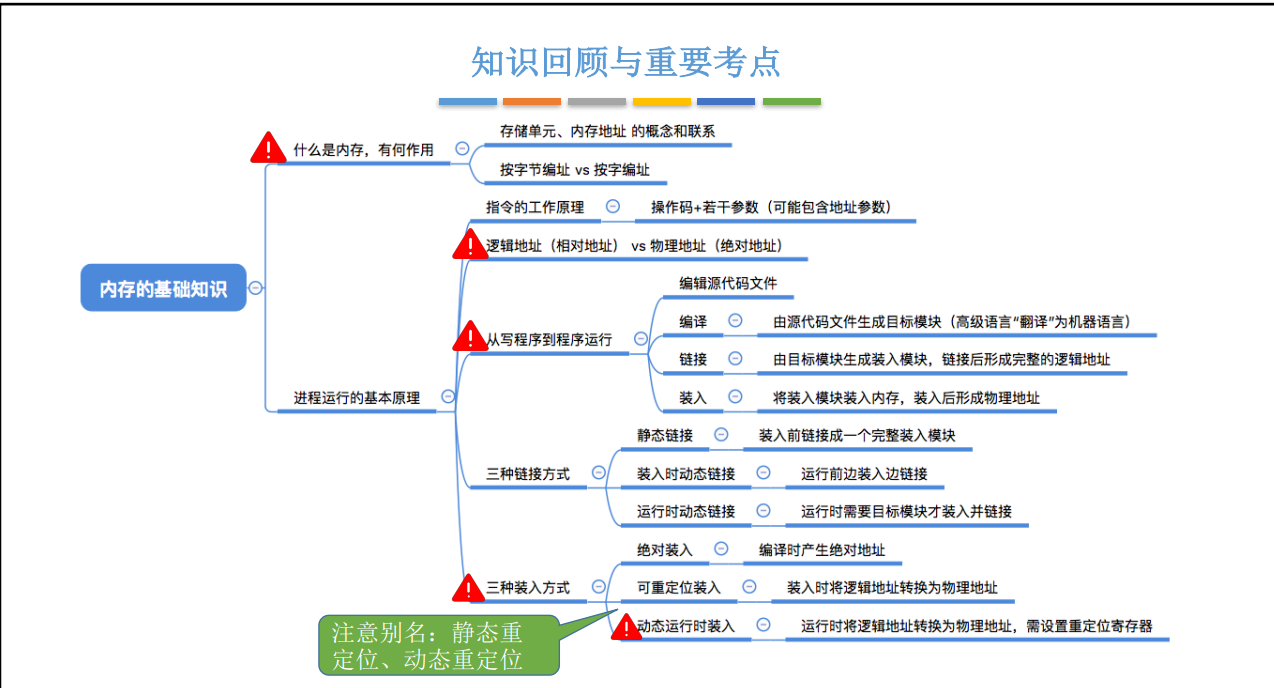 知识回顾与重要考点
什么是内存，有何作用
存储单元、内存地址 的概念和联系
按字节编址 vs 按字编址
内存的基础知识
进程运行的基本原理
指令的工作原理
操作码+若干参数（可能包含地址参数）
逻辑地址（相对地址） vs 物理地址（绝对地址）
从写程序到程序运行
编辑源代码文件
编译
由源代码文件生成目标模块（高级语言“翻译”为机器语言）
链接
由目标模块生成装入模块，链接后形成完整的逻辑地址
装入
将装入模块装入内存，装入后形成物理地址
三种链接方式
静态链接
装入前链接成一个完整装入模块
装入时动态链接
运行前边装入边链接
运行时动态链接
运行时需要目标模块才装入并链接
三种装入方式
绝对装入
编译时产生绝对地址
可重定位装入
装入时将逻辑地址转换为物理地址
动态运行时装入
运行时将逻辑地址转换为物理地址，需设置重定位寄存器
注意别名：静态重
定位、动态重定位